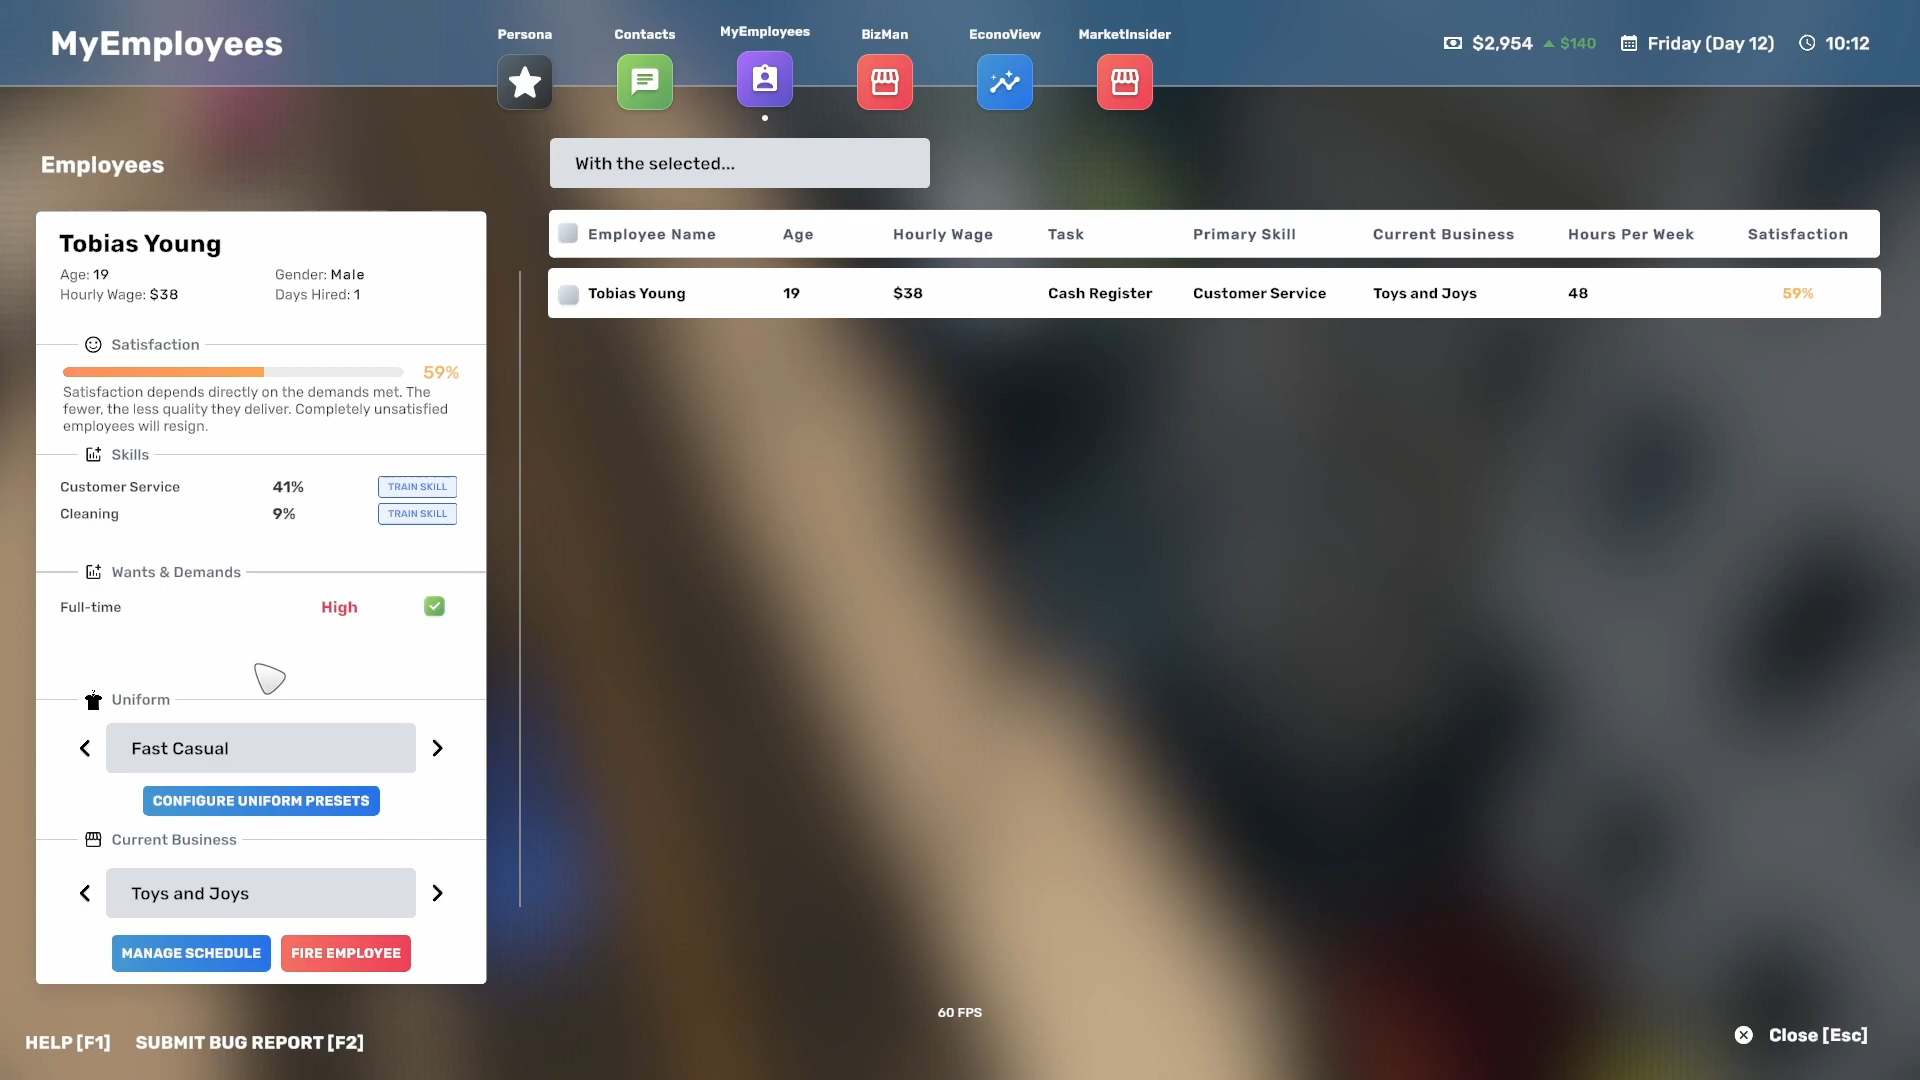 MyEmployees
Persona
Contacts
MyEmployees
BizMan
EconoView
MarketInsider
$2,954 $140 Friday (Day 12) 10:12
Employees
With the selected...
Tobias Young
Age: 19
Gender: Male
Hourly Wage: $38
Days Hired: 1
Satisfaction
59%
Satisfaction depends directly on the demands met. The
fewer, the less quality they deliver. Completely unsatisfied
employees will resign.
Skills
Customer Service 41% TRAIN SKILL
Cleaning 9% TRAIN SKILL
Wants & Demands
Full-time High
Uniform
Fast Casual
CONFIGURE UNIFORM PRESETS
Current Business
Toys and Joys
MANAGE SCHEDULE FIRE EMPLOYEE
Employee Name Age Hourly Wage Task Primary Skill Current Business Hours Per Week Satisfaction
Tobias Young 19 $38 Cash Register Customer Service Toys and Joys 48 59%
60 FPS
HELP [F1] SUBMIT BUG REPORT [F2]
Close [Esc]